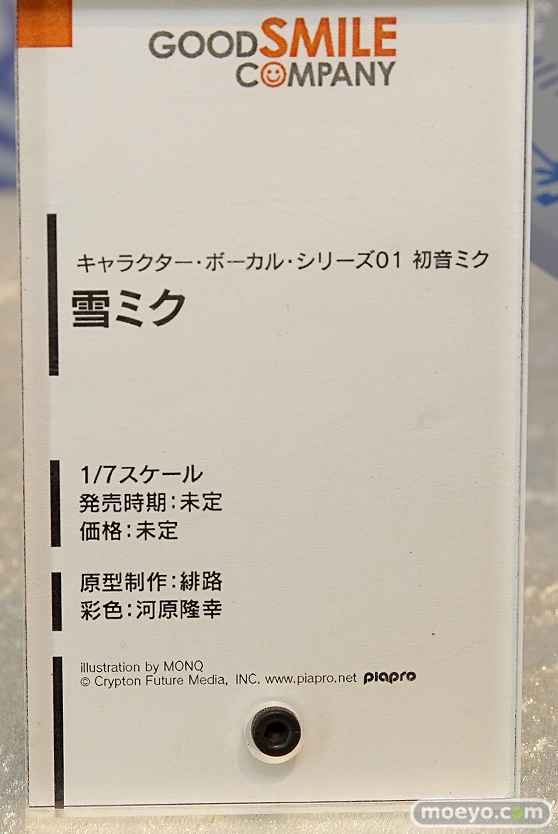 GOOD SMILE
COMPANY
キャラクター・ボーカル・シリーズ01 初音ミク
雪ミク
1/7スケール
発売時期:未定
価格:未定
原型制作:緋路
彩色:河原隆幸
illustration by MONQ
© Crypton Future Media, INC. www.piapro.net piapro
moeyo.com